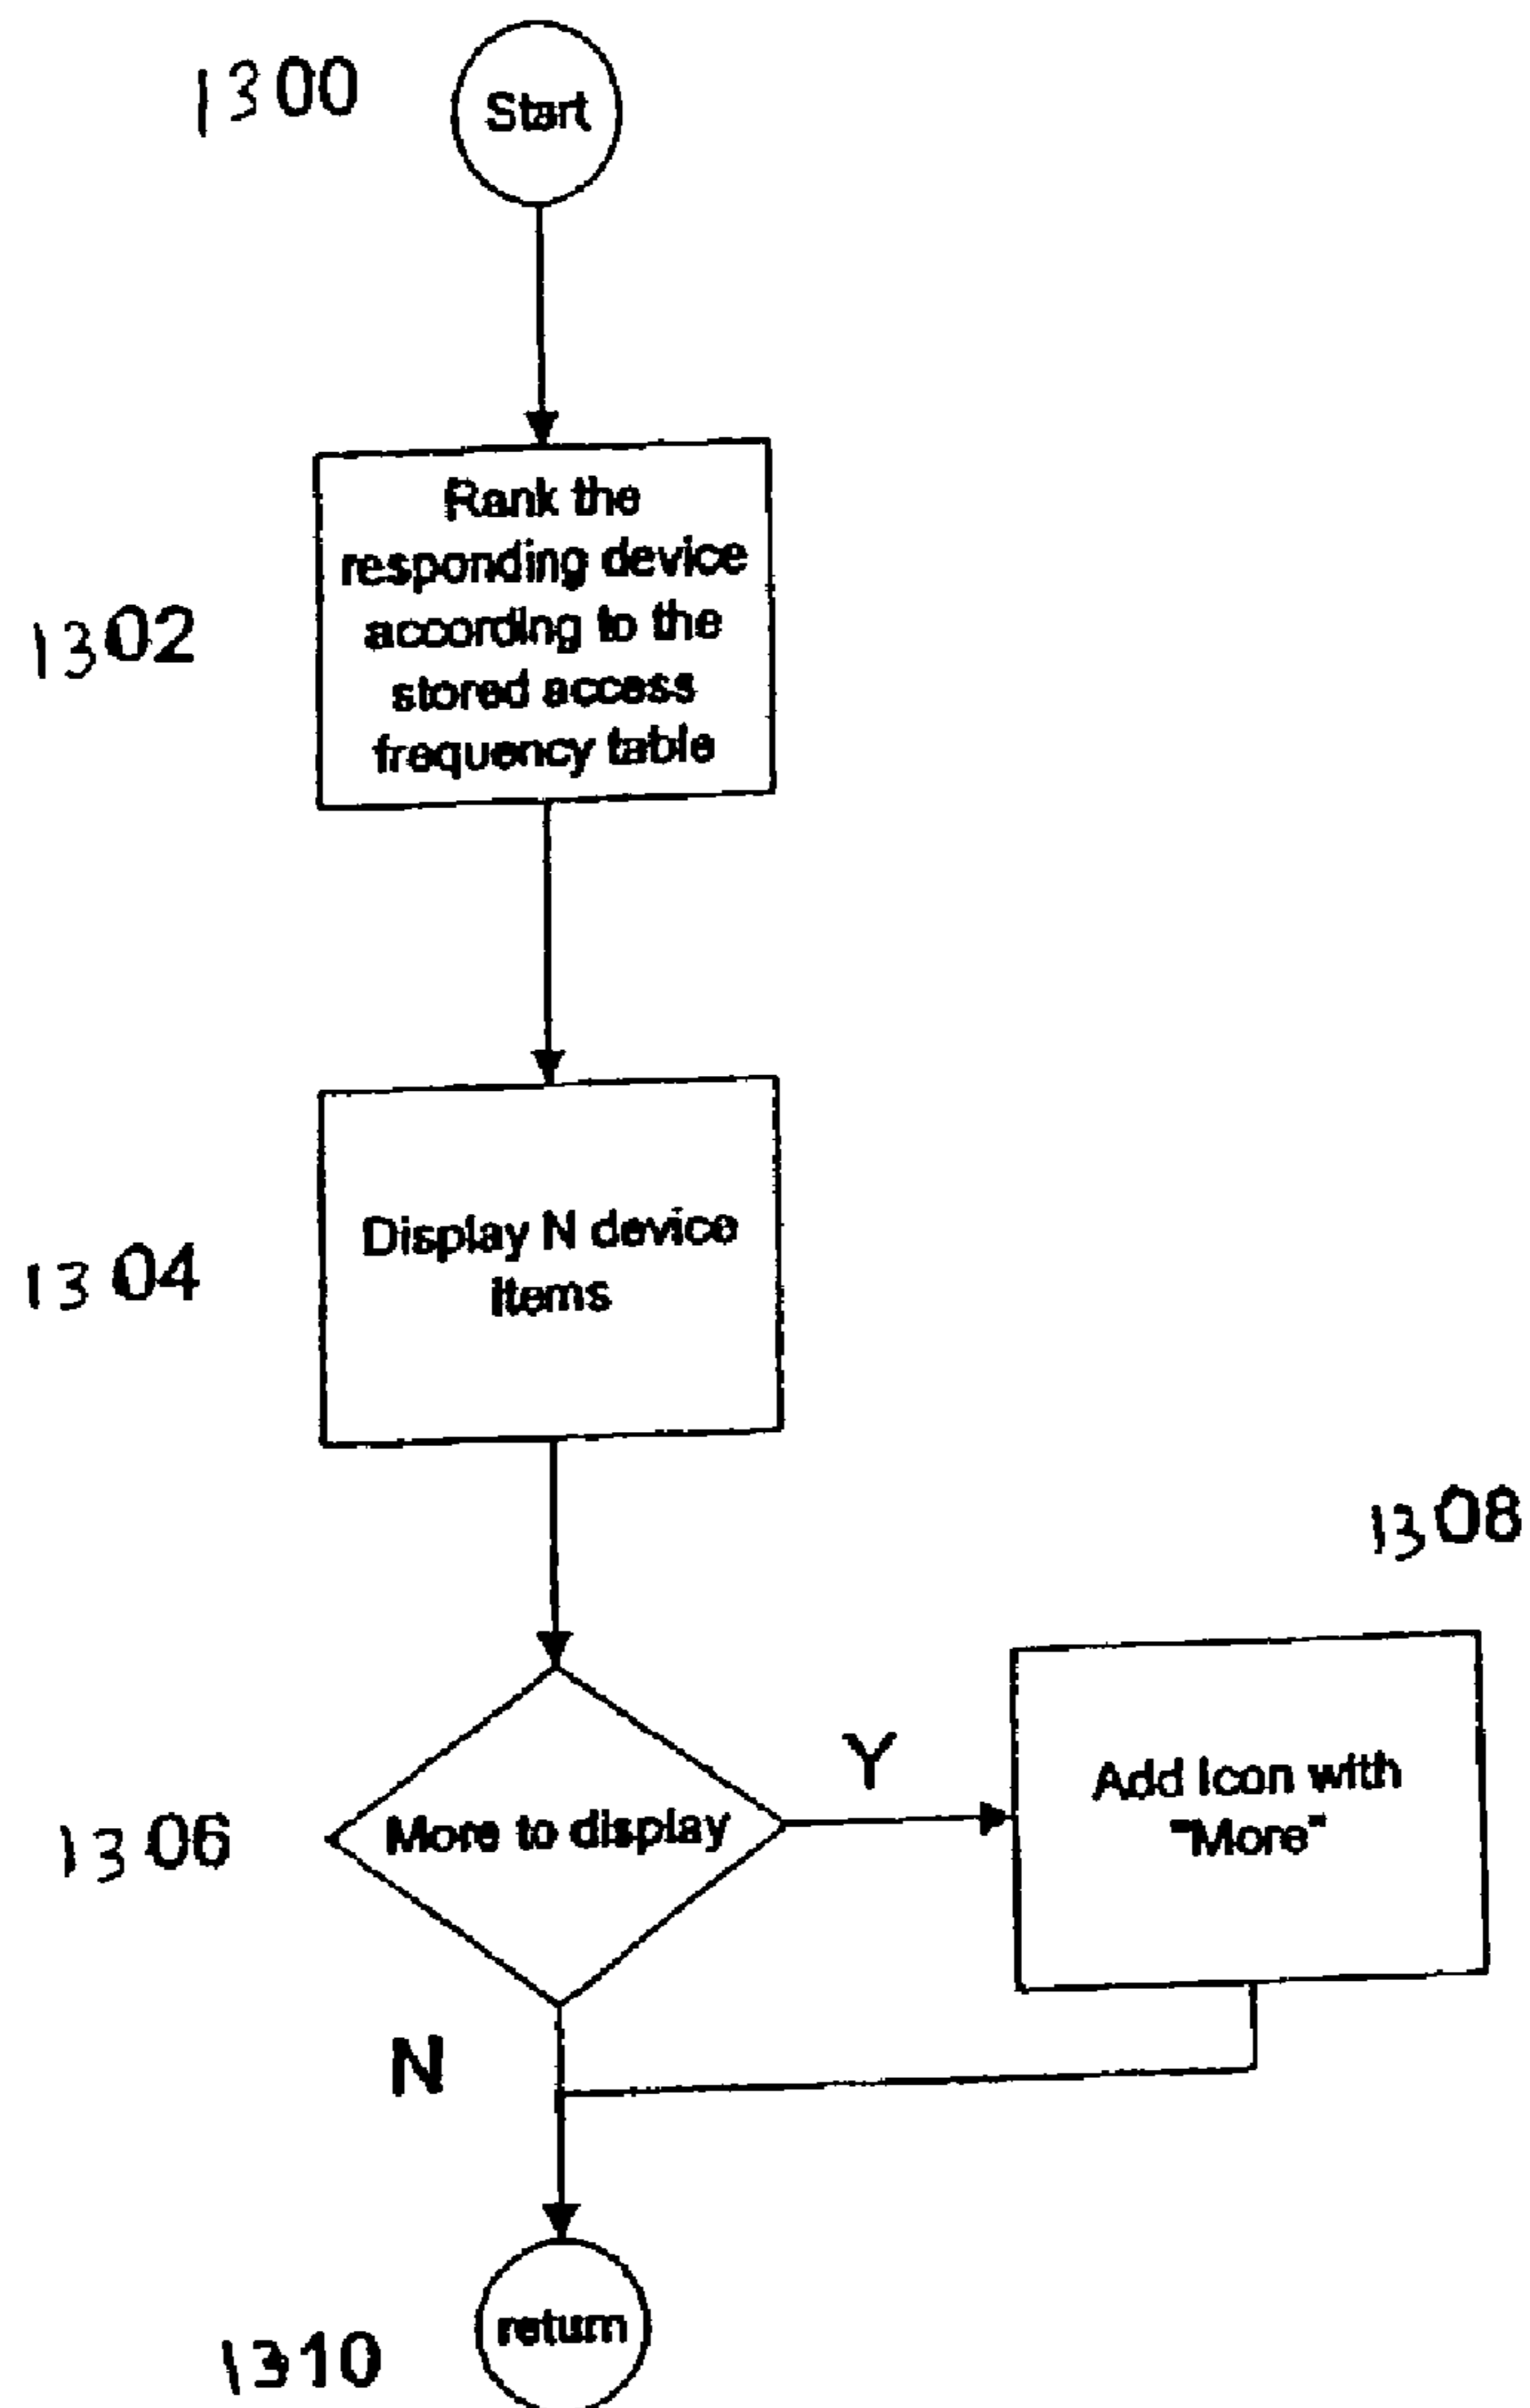 1300
Start
Rank the
responding device
according to the
stored access
frequency table
1302
Display N device
items
1304
1308
Y
Add Icon with
"More"
More to display
1306
N
return
1310